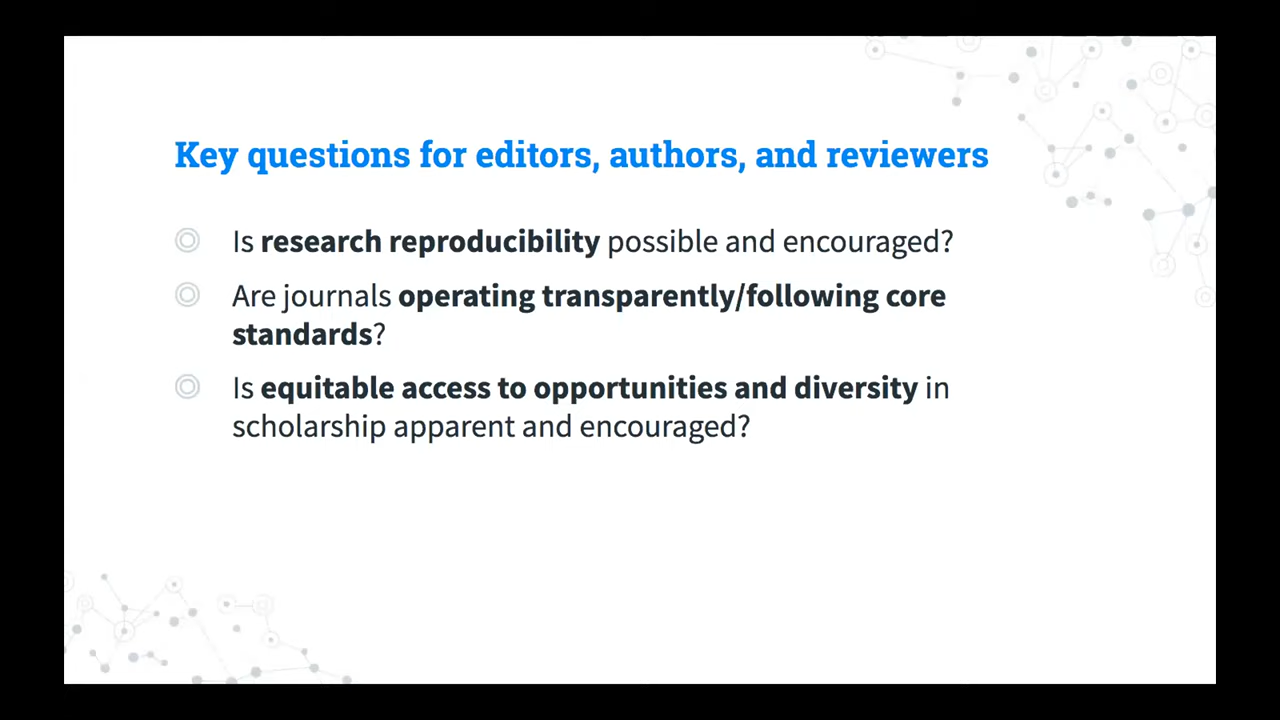 Key questions for editors, authors, and reviewers
Is research reproducibility possible and encouraged?
Are journals operating transparently/following core
standards?
Is equitable access to opportunities and diversity in
scholarship apparent and encouraged?